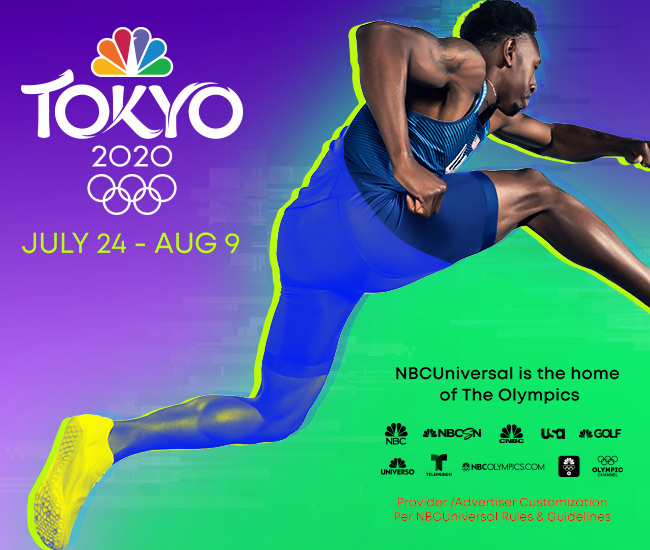 TOKYO
2020
JULY 24 - AUG 9
NBCUniversal is the home
of The Olympics
NBC NBCSN CNBC USA GOLF
UNIVERSO TELEMUNDO NBCOLYMPICS.COM OLYMPIC CHANNEL
Provider /Advertiser Customization
Per NBCUniversal Rules & Guidelines